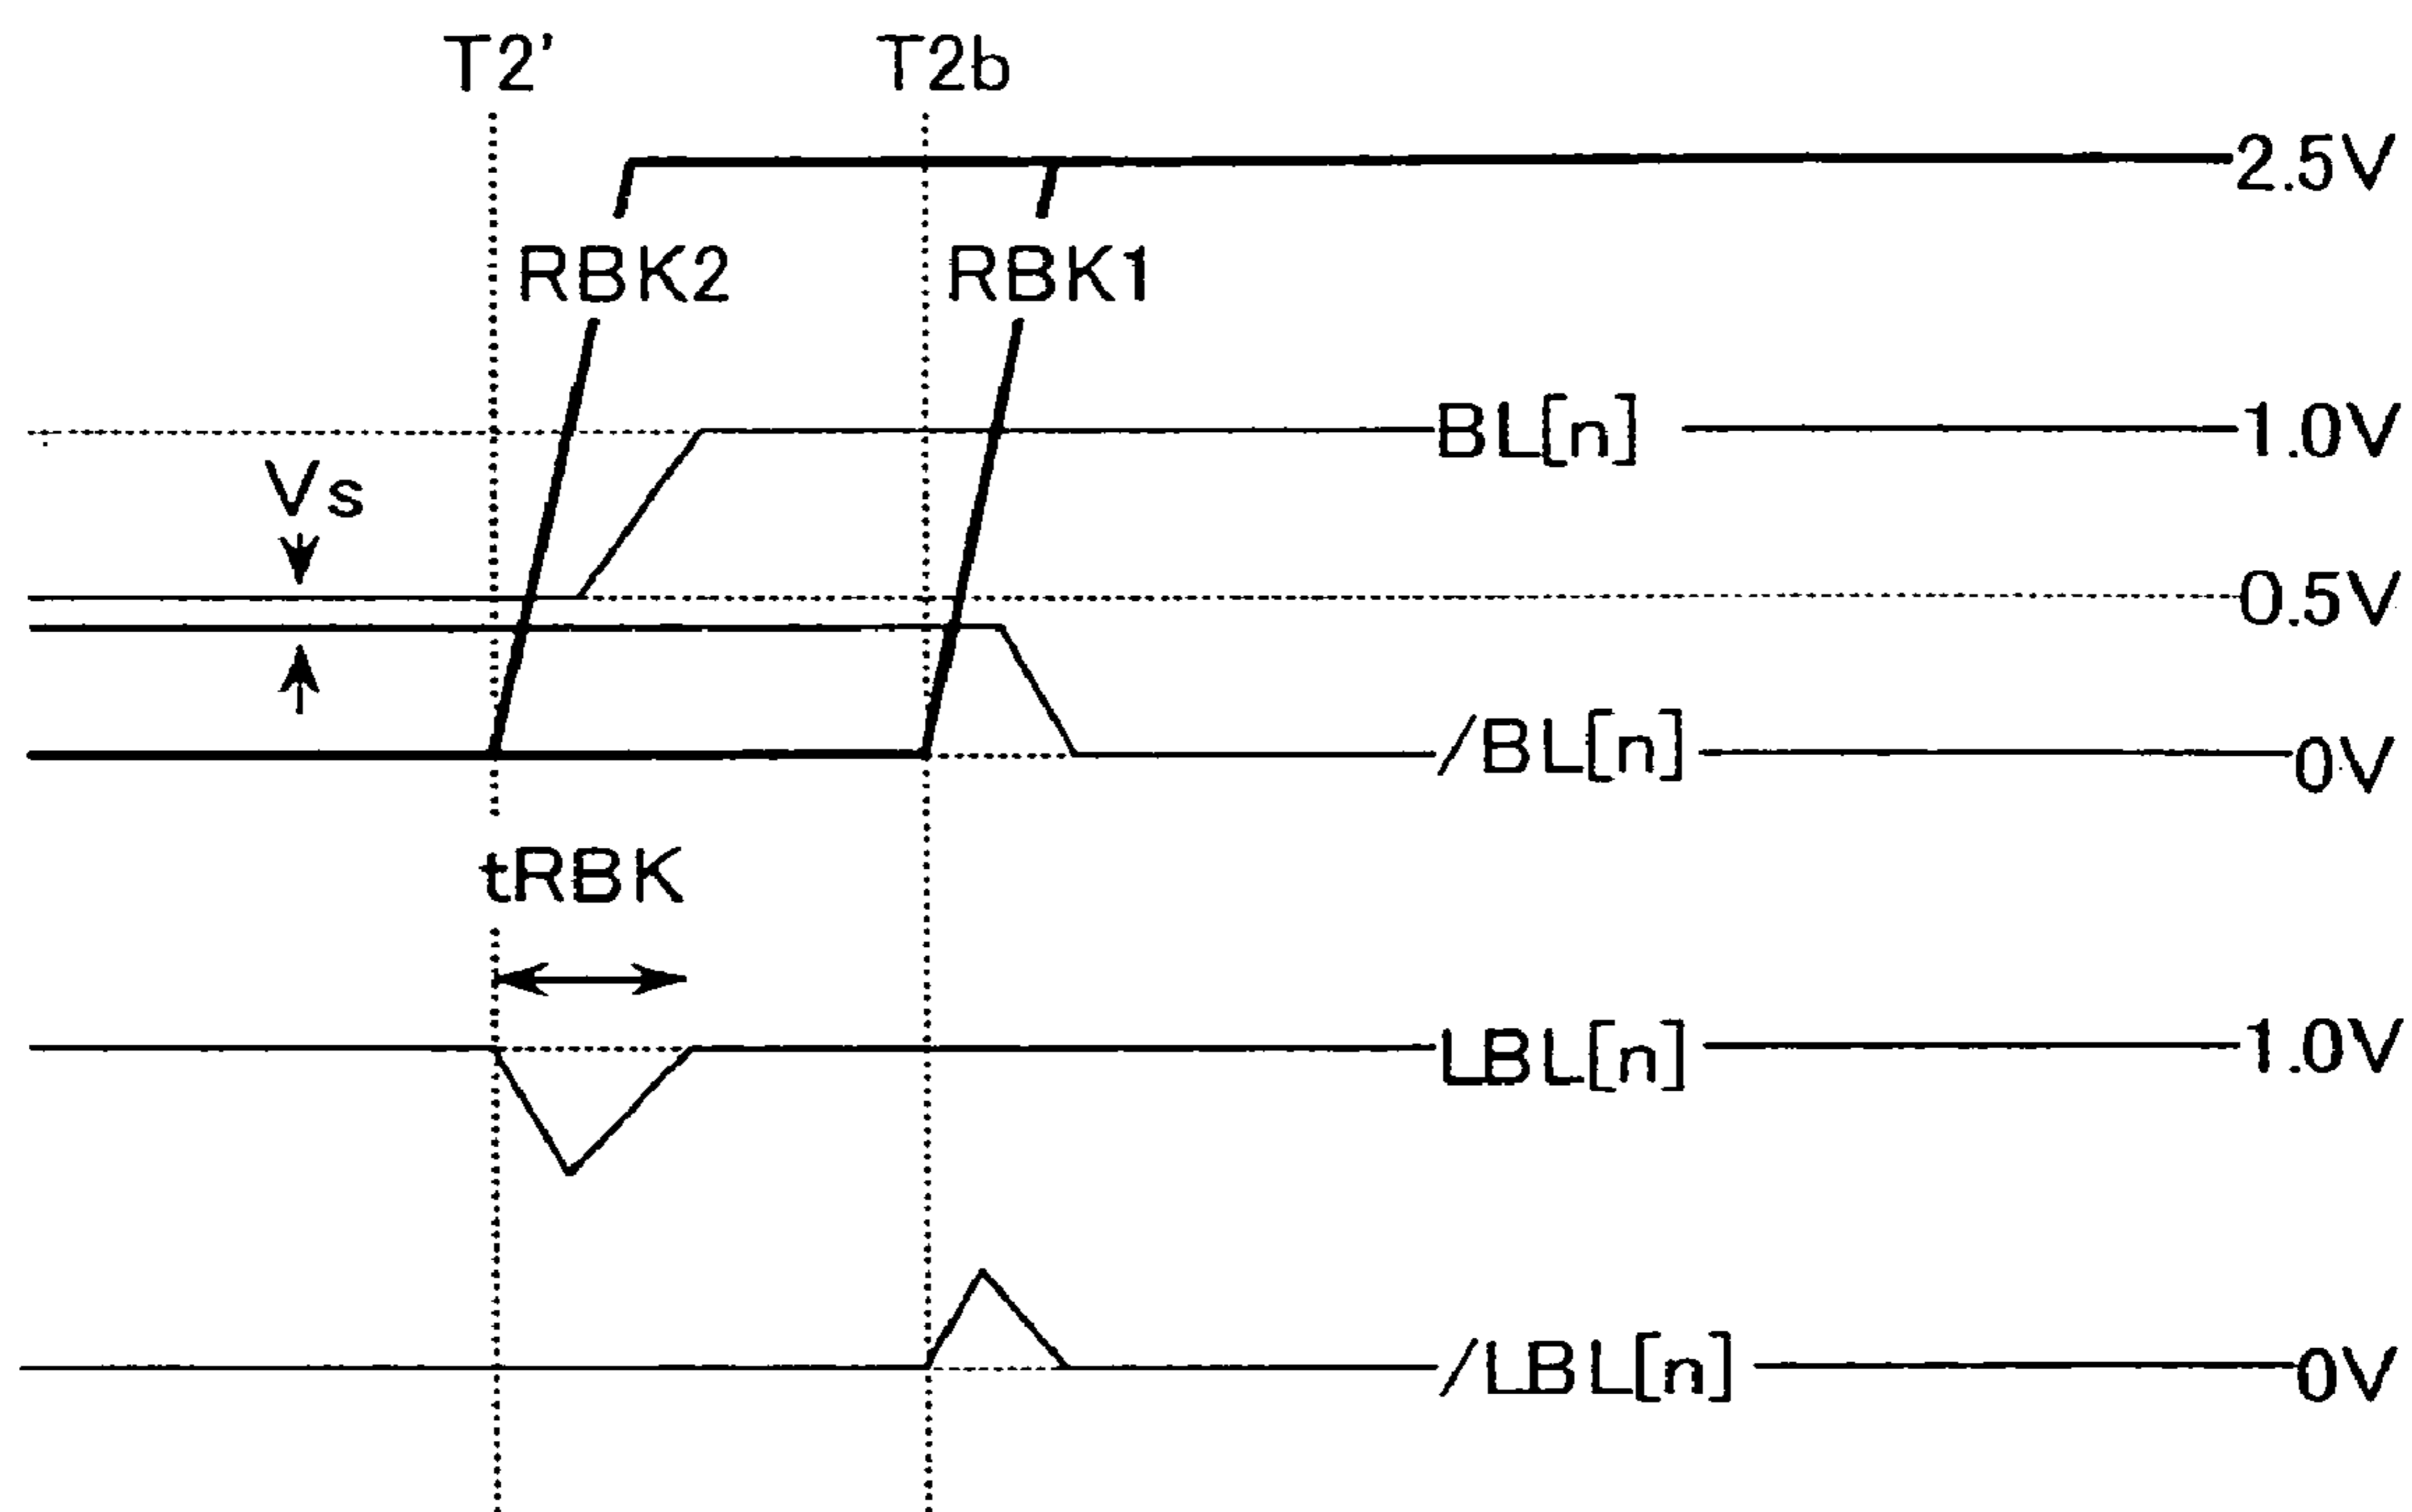 T2' T2b
2.5V
RBK2 RBK1
BL[n] 1.0V
Vs
0.5V
/BL[n] 0V
tRBK
LBL[n] 1.0V
/LBL[n] 0V